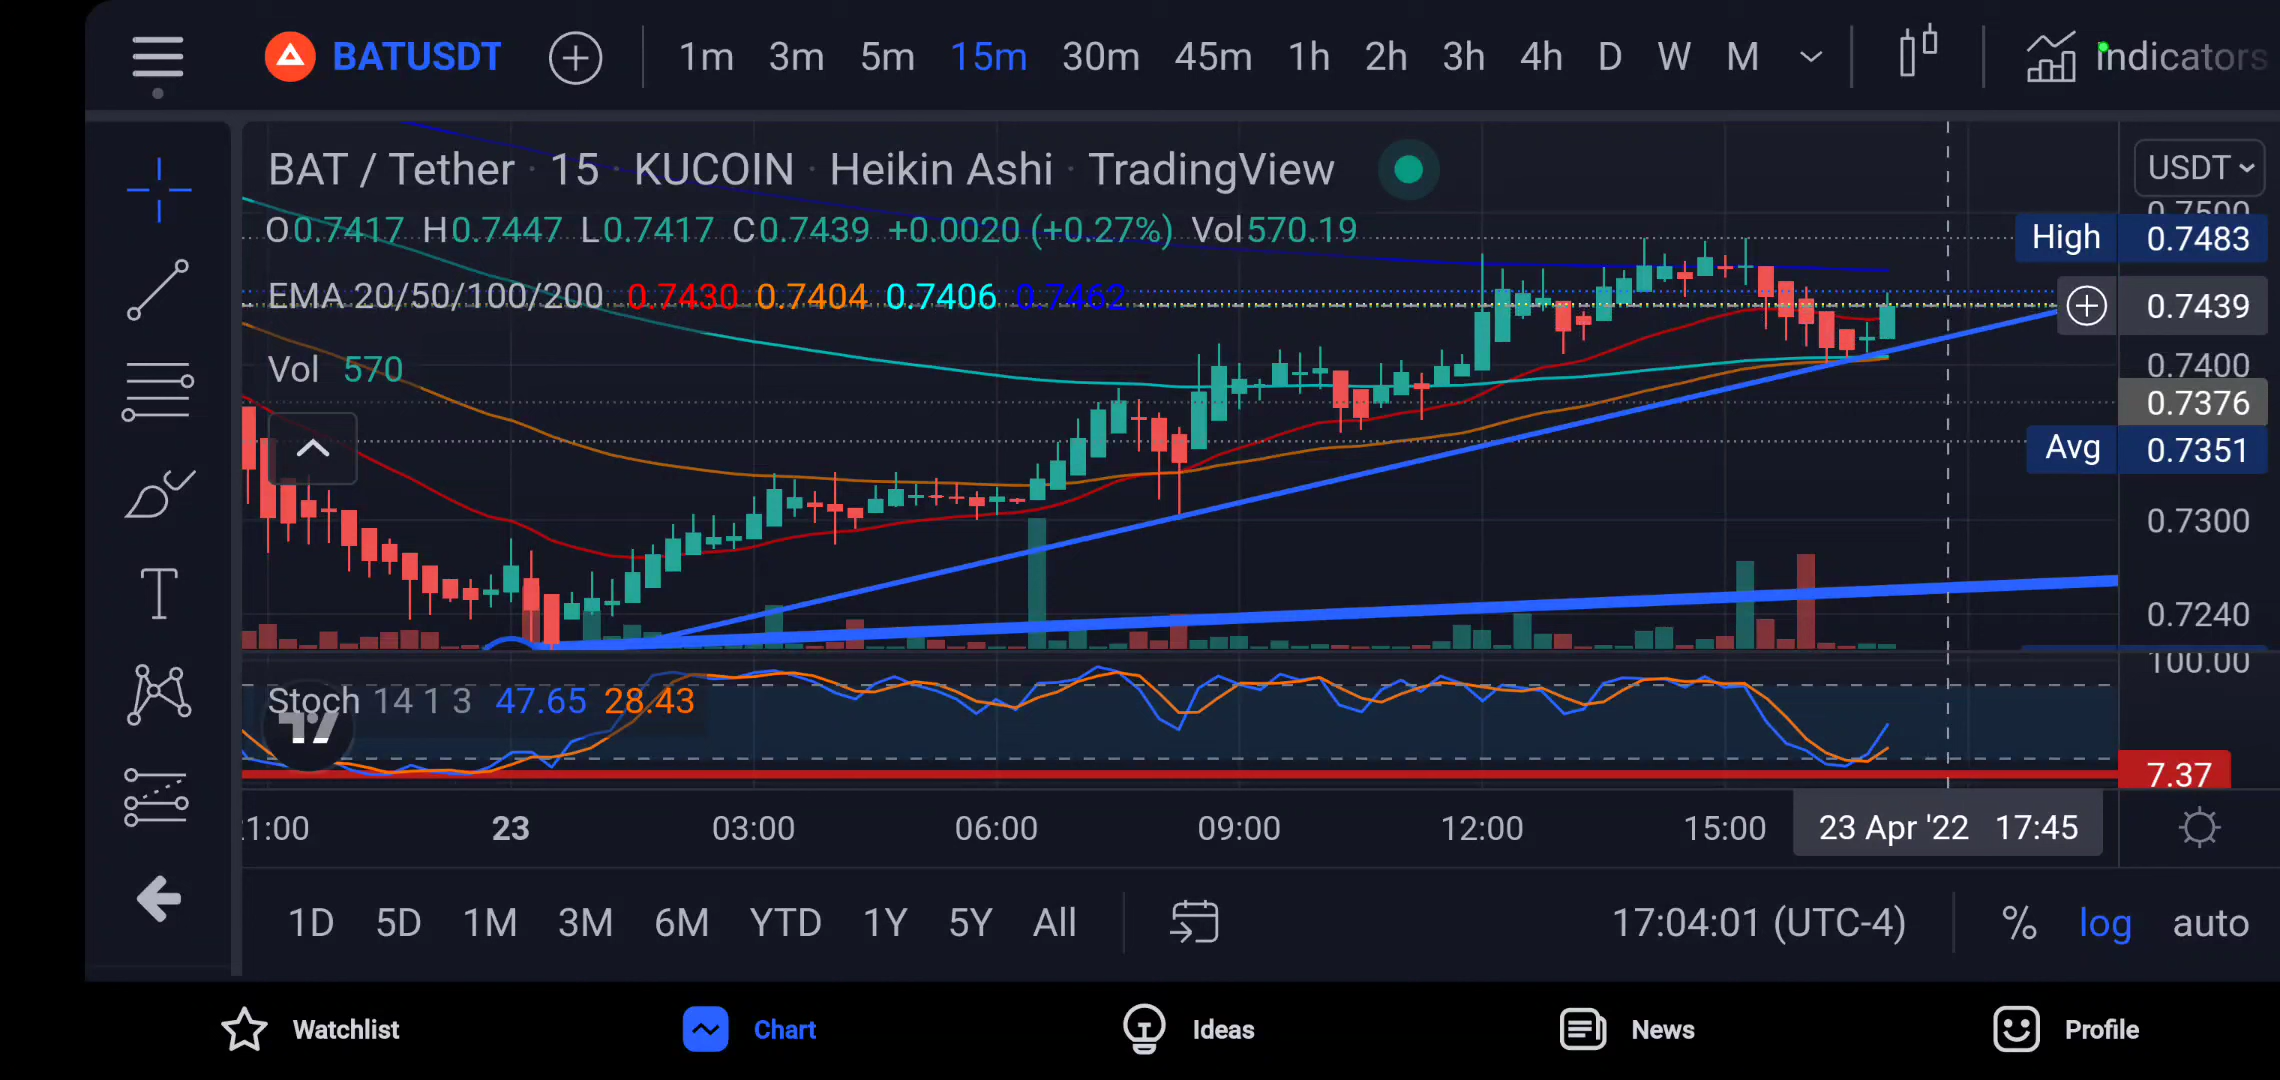 BATUSDT 1m 3m 5m 15m 30m 45m 1h 2h 3h 4h D W M Indicators
BAT / Tether · 15 · KUCOIN · Heikin Ashi · TradingView
USDT
O0.7417 H0.7447 L0.7417 C0.7439 +0.0020 (+0.27%) Vol570.19
0.7500
High 0.7483
EMA 20/50/100/200 0.7430 0.7404 0.7406 0.7462
0.7439
Vol 570
0.7400
0.7376
Avg 0.7351
0.7300
0.7240
100.00
Stoch 14 1 3 47.65 28.43
7.37
1:00 23 03:00 06:00 09:00 12:00 15:00 23 Apr '22 17:45
1D 5D 1M 3M 6M YTD 1Y 5Y All 17:04:01 (UTC-4) % log auto
Watchlist Chart Ideas News Profile